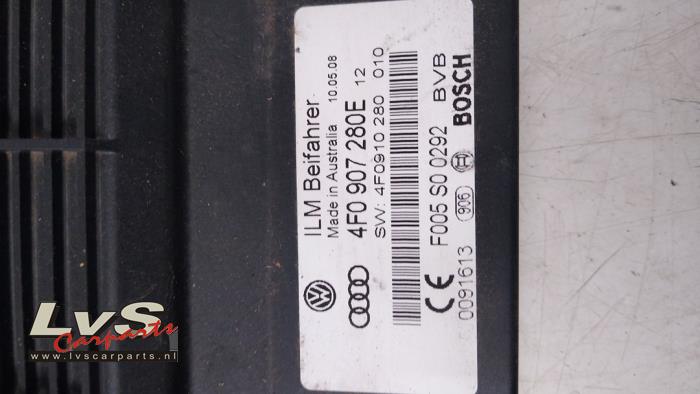 ILM Beifahrer
Made in Australia 10.05.08
4F0 907 280E 12
SW: 4F0910 280 010
F005 S0 0292 BVB
0091613 906 BOSCH
LvS
Carparts
www.lvscarparts.nl